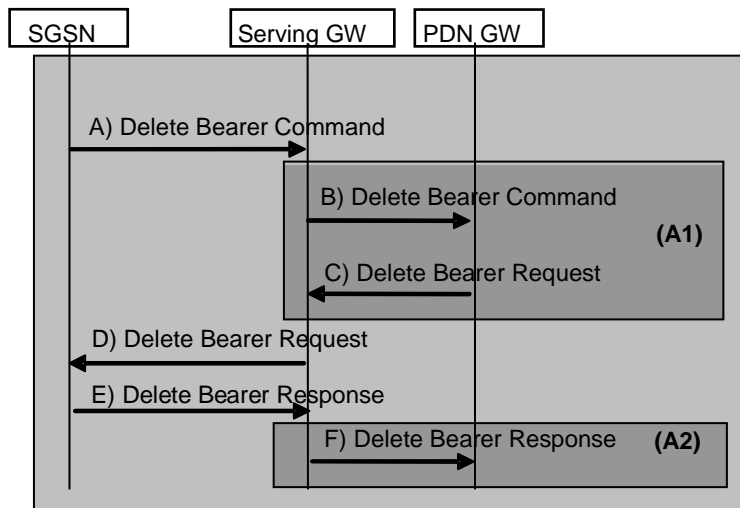 SGSN
Serving GW
PDN GW
A) Delete Bearer Command
B) Delete Bearer Command
(A1)
C) Delete Bearer Request
D) Delete Bearer Request
E) Delete Bearer Response
F) Delete Bearer Response
(A2)